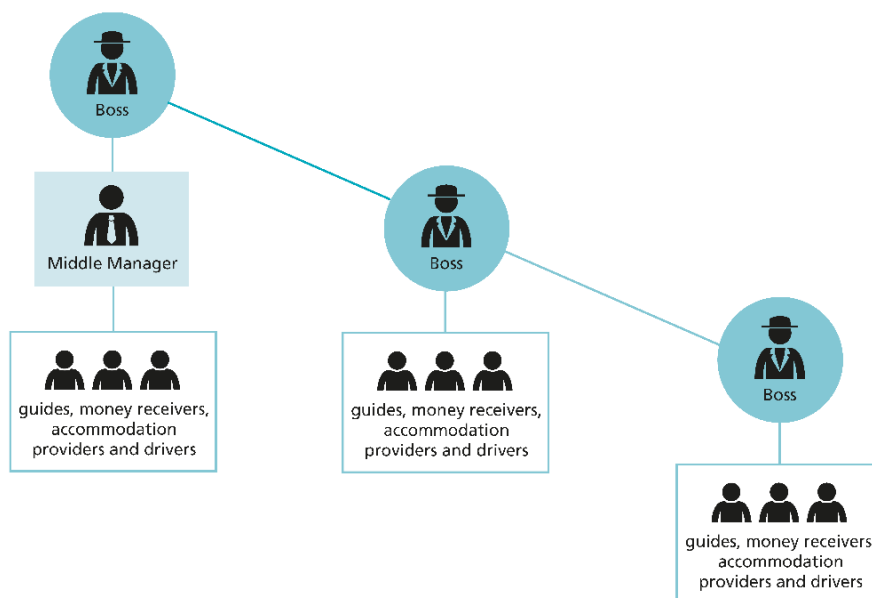 Boss
Middle Manager
guides, money receivers,
accommodation
providers and drivers
Boss
guides, money receivers,
accommodation
providers and drivers
Boss
guides, money receivers,
accommodation
providers and drivers